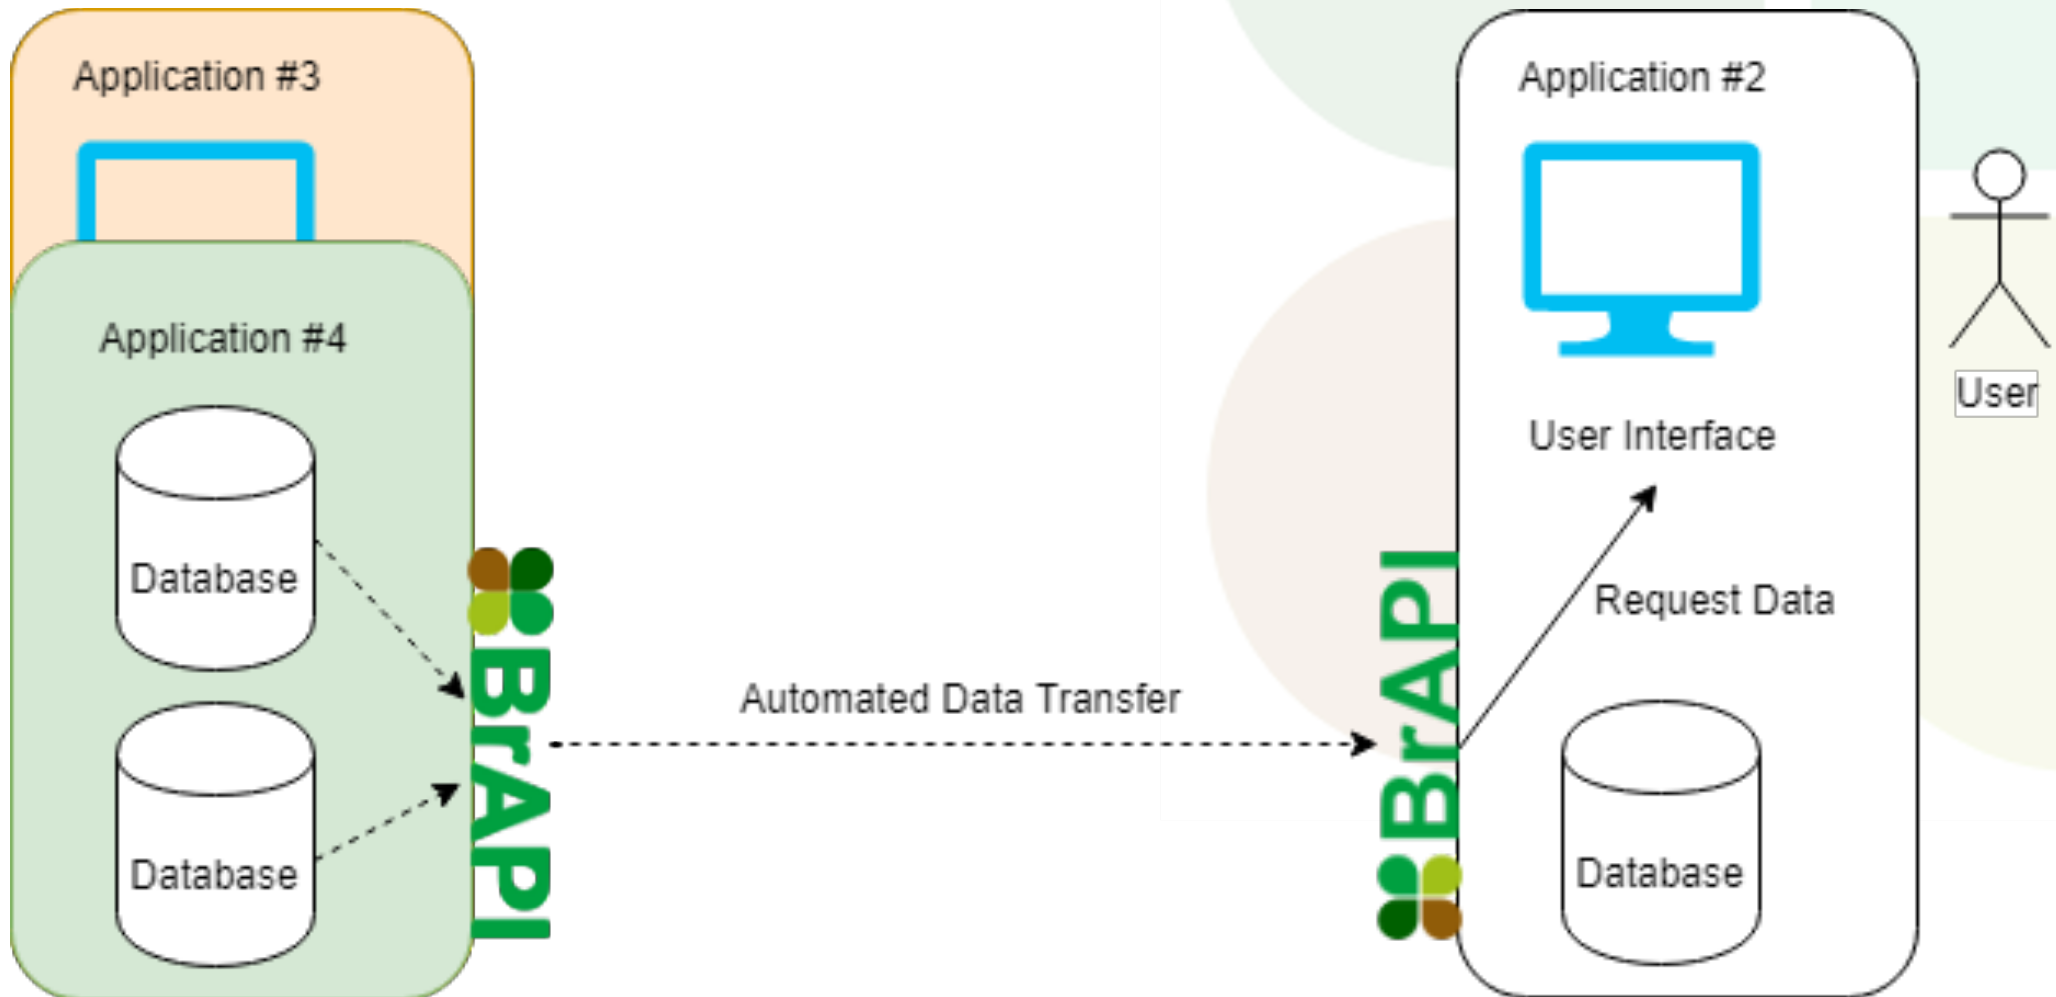 Application #3
Application #4
Database
Database
BrAPI
Automated Data Transfer
BrAPI
Application #2
User Interface
Request Data
Database
User